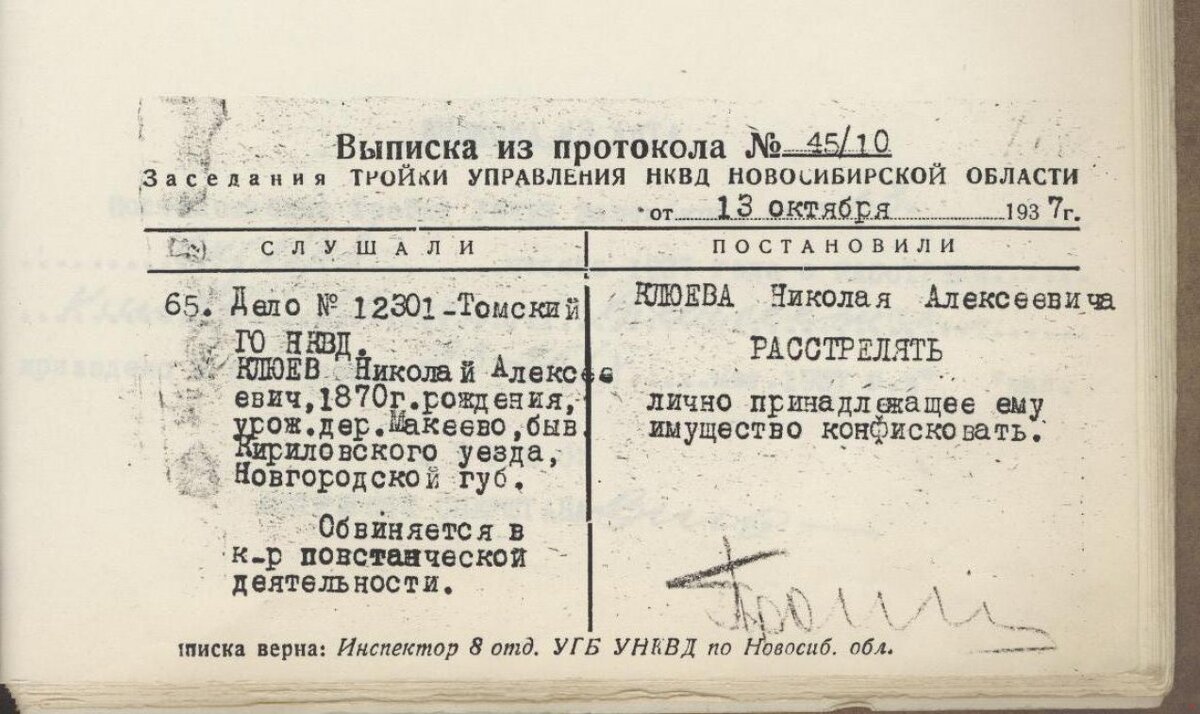 Выписка из протокола № 45/10
Заседания ТРОЙКИ УПРАВЛЕНИЯ НКВД НОВОСИБИРСКОЙ ОБЛАСТИ
от 13 октября 1937г.
СЛУШАЛИ
65. Дело № 12301-Томский
ГО НКВД.
КЛЮЕВ Николай Алексее
евич,1870г.рождения,
урож.дер.Макеево,быв.
Кириловского уезда,
Новгородской губ.
Обвиняется в
к-р повстанческой
деятельности.
ПОСТАНОВИЛИ
КЛЮЕВА Николая Алексеевича
РАССТРЕЛЯТЬ
лично принадлежащее ему
имущество конфисковать.
иписка верна: Инспектор 8 отд. УГБ УНКВД по Новосиб. обл.